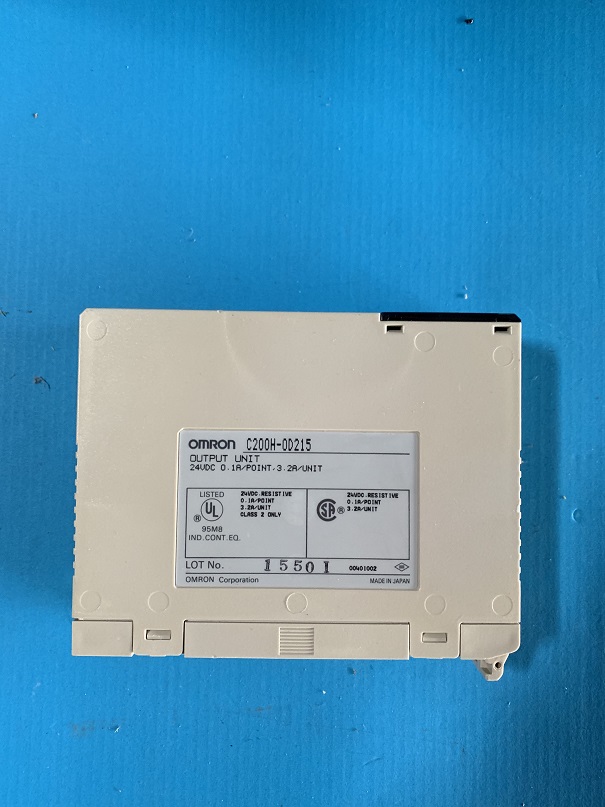 OMRON C200H-OD215
OUTPUT UNIT
24VDC 0.1A/POINT, 3.2A/UNIT
LISTED
UL
®
95M8
IND.CONT.EQ.
24VDC.RESISTIVE
0.1A/POINT
3.2A/UNIT
CLASS 2 ONLY
SA ®
24VDC.RESISTIVE
0.1A/POINT
3.2A/UNIT
LOT No. 1550I 00401002
OMRON Corporation MADE IN JAPAN